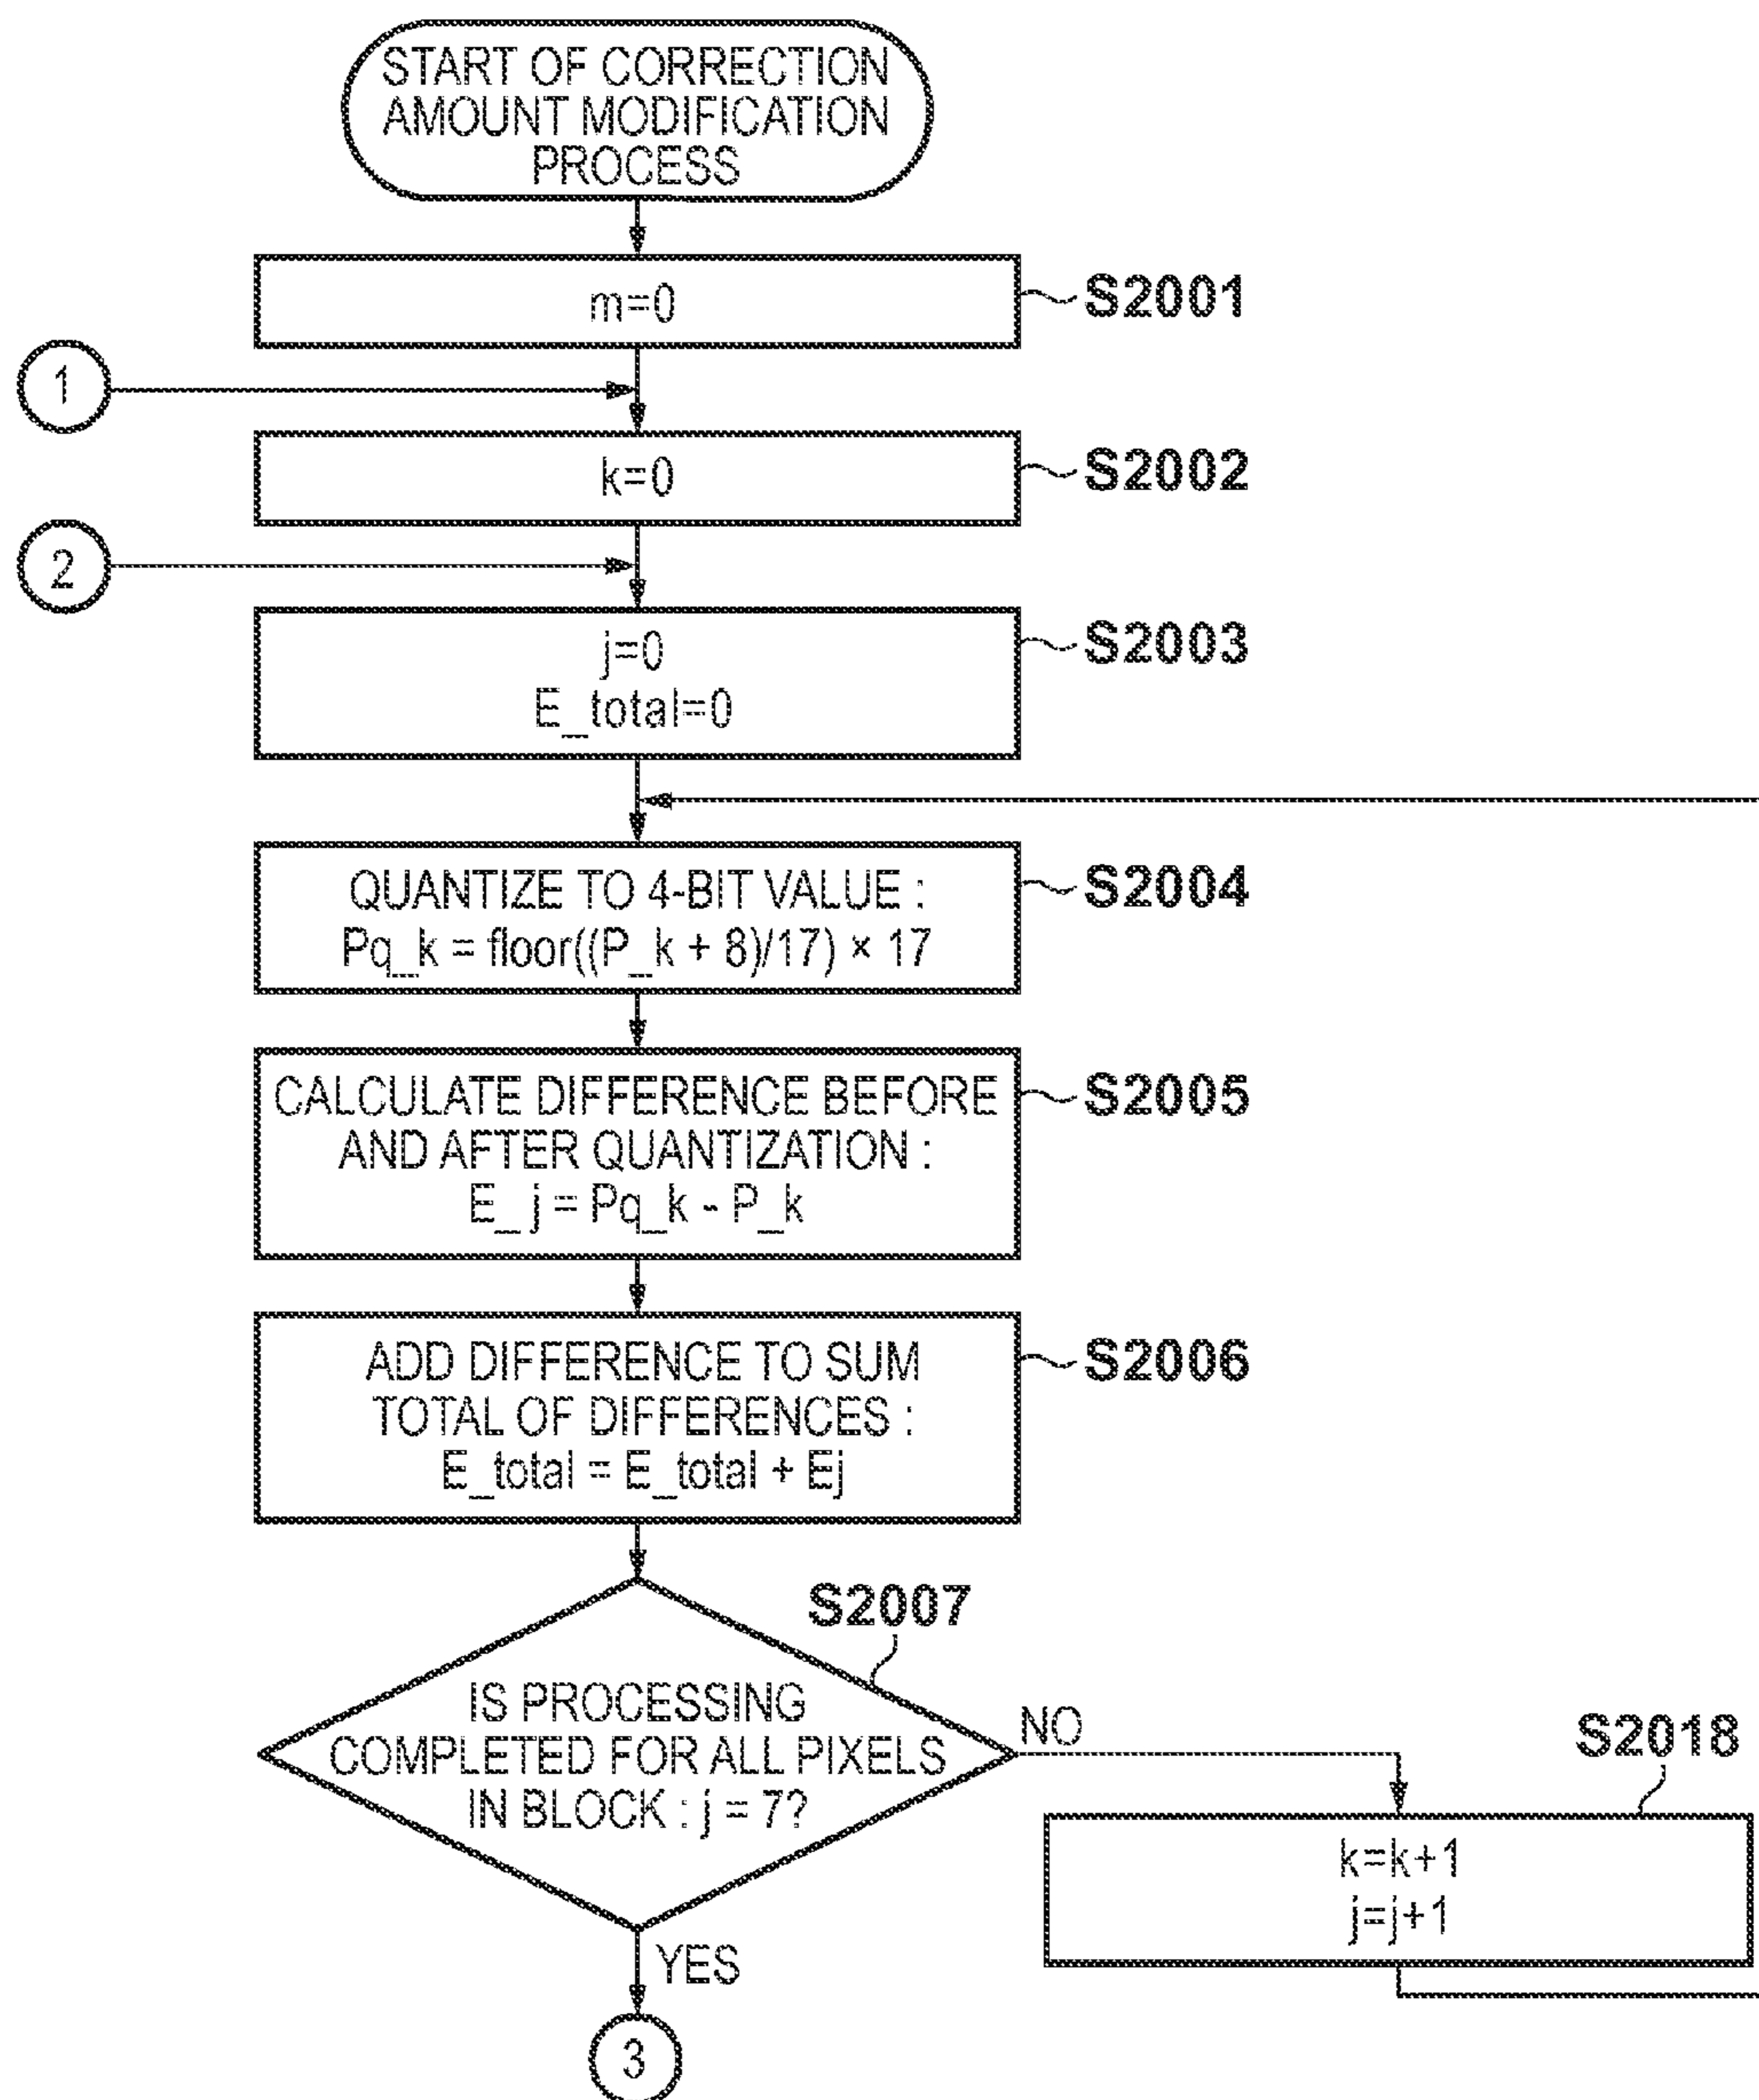 START OF CORRECTION
AMOUNT MODIFICATION
PROCESS
m=0
S2001
1
k=0
S2002
2
j=0
E_total=0
S2003
QUANTIZE TO 4-BIT VALUE :
Pq_k = floor((P_k + 8)/17) × 17
S2004
CALCULATE DIFFERENCE BEFORE
AND AFTER QUANTIZATION :
E_j = Pq_k - P_k
S2005
ADD DIFFERENCE TO SUM
TOTAL OF DIFFERENCES :
E_total = E_total + Ej
S2006
S2007
IS PROCESSING
COMPLETED FOR ALL PIXELS
IN BLOCK : j = 7?
NO
S2018
k=k+1
j=j+1
YES
3